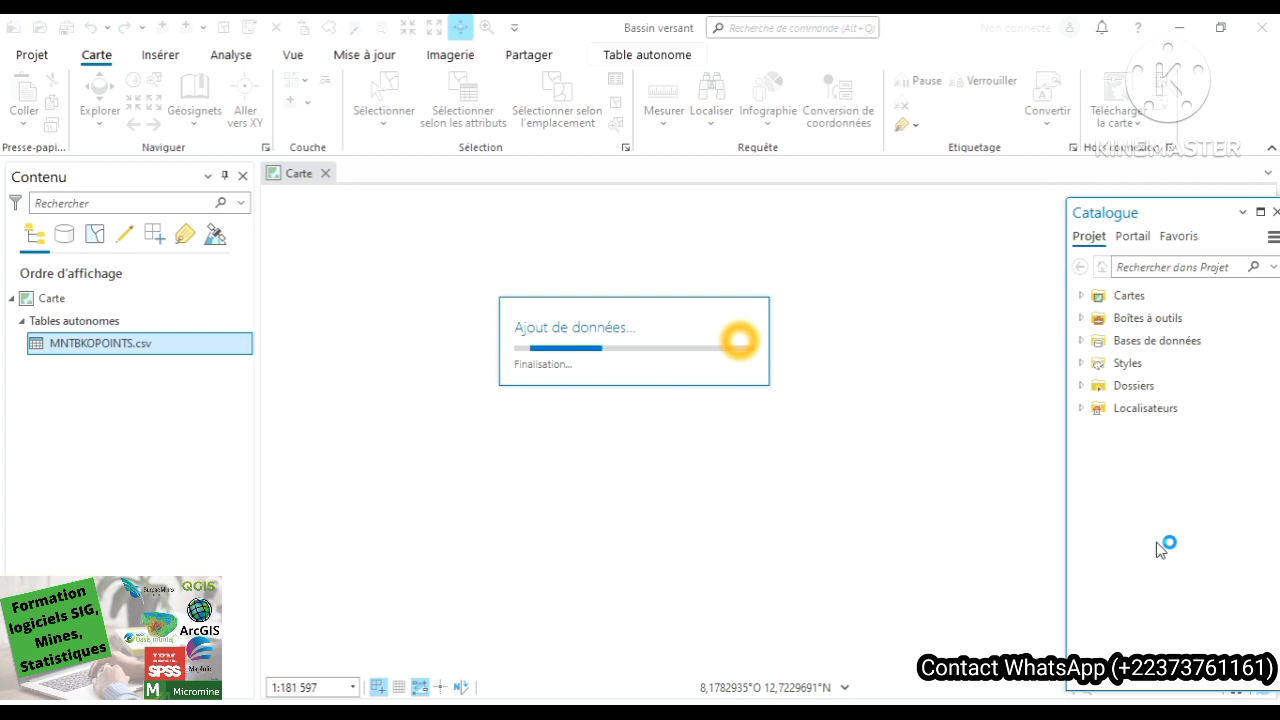 Bassin versant
Recherche de commande (Alt+Q)
Non connecté
?
Projet
Carte
Insérer
Analyse
Vue
Mise à jour
Imagerie
Partager
Table autonome
Coller
Explorer
Géosignets
Aller
vers XY
Sélectionner
Sélectionner
selon les attributs
Sélectionner selon
l'emplacement
Mesurer
Localiser
Infographie
Conversion de
coordonnées
Pause
Verrouiller
Convertir
Télécharger
la carte
Presse-papi...
Naviguer
Couche
Sélection
Requête
Etiquetage
KINEMASTER
Contenu
Rechercher
Ordre d'affichage
Carte
Tables autonomes
MNTBKOPOINTS.csv
Carte
Ajout de données...
Finalisation...
Catalogue
Projet
Portail
Favoris
Rechercher dans Projet
Cartes
Boîtes à outils
Bases de données
Styles
Dossiers
Localisateurs
Formation
logiciels SIG,
Mines,
Statistiques
QGIS
ArcGIS
IBM
SPSS
MapInfo
M Micromine
1:181 597
8,1782935°O 12,7229691°N
Contact WhatsApp (+22373761161)